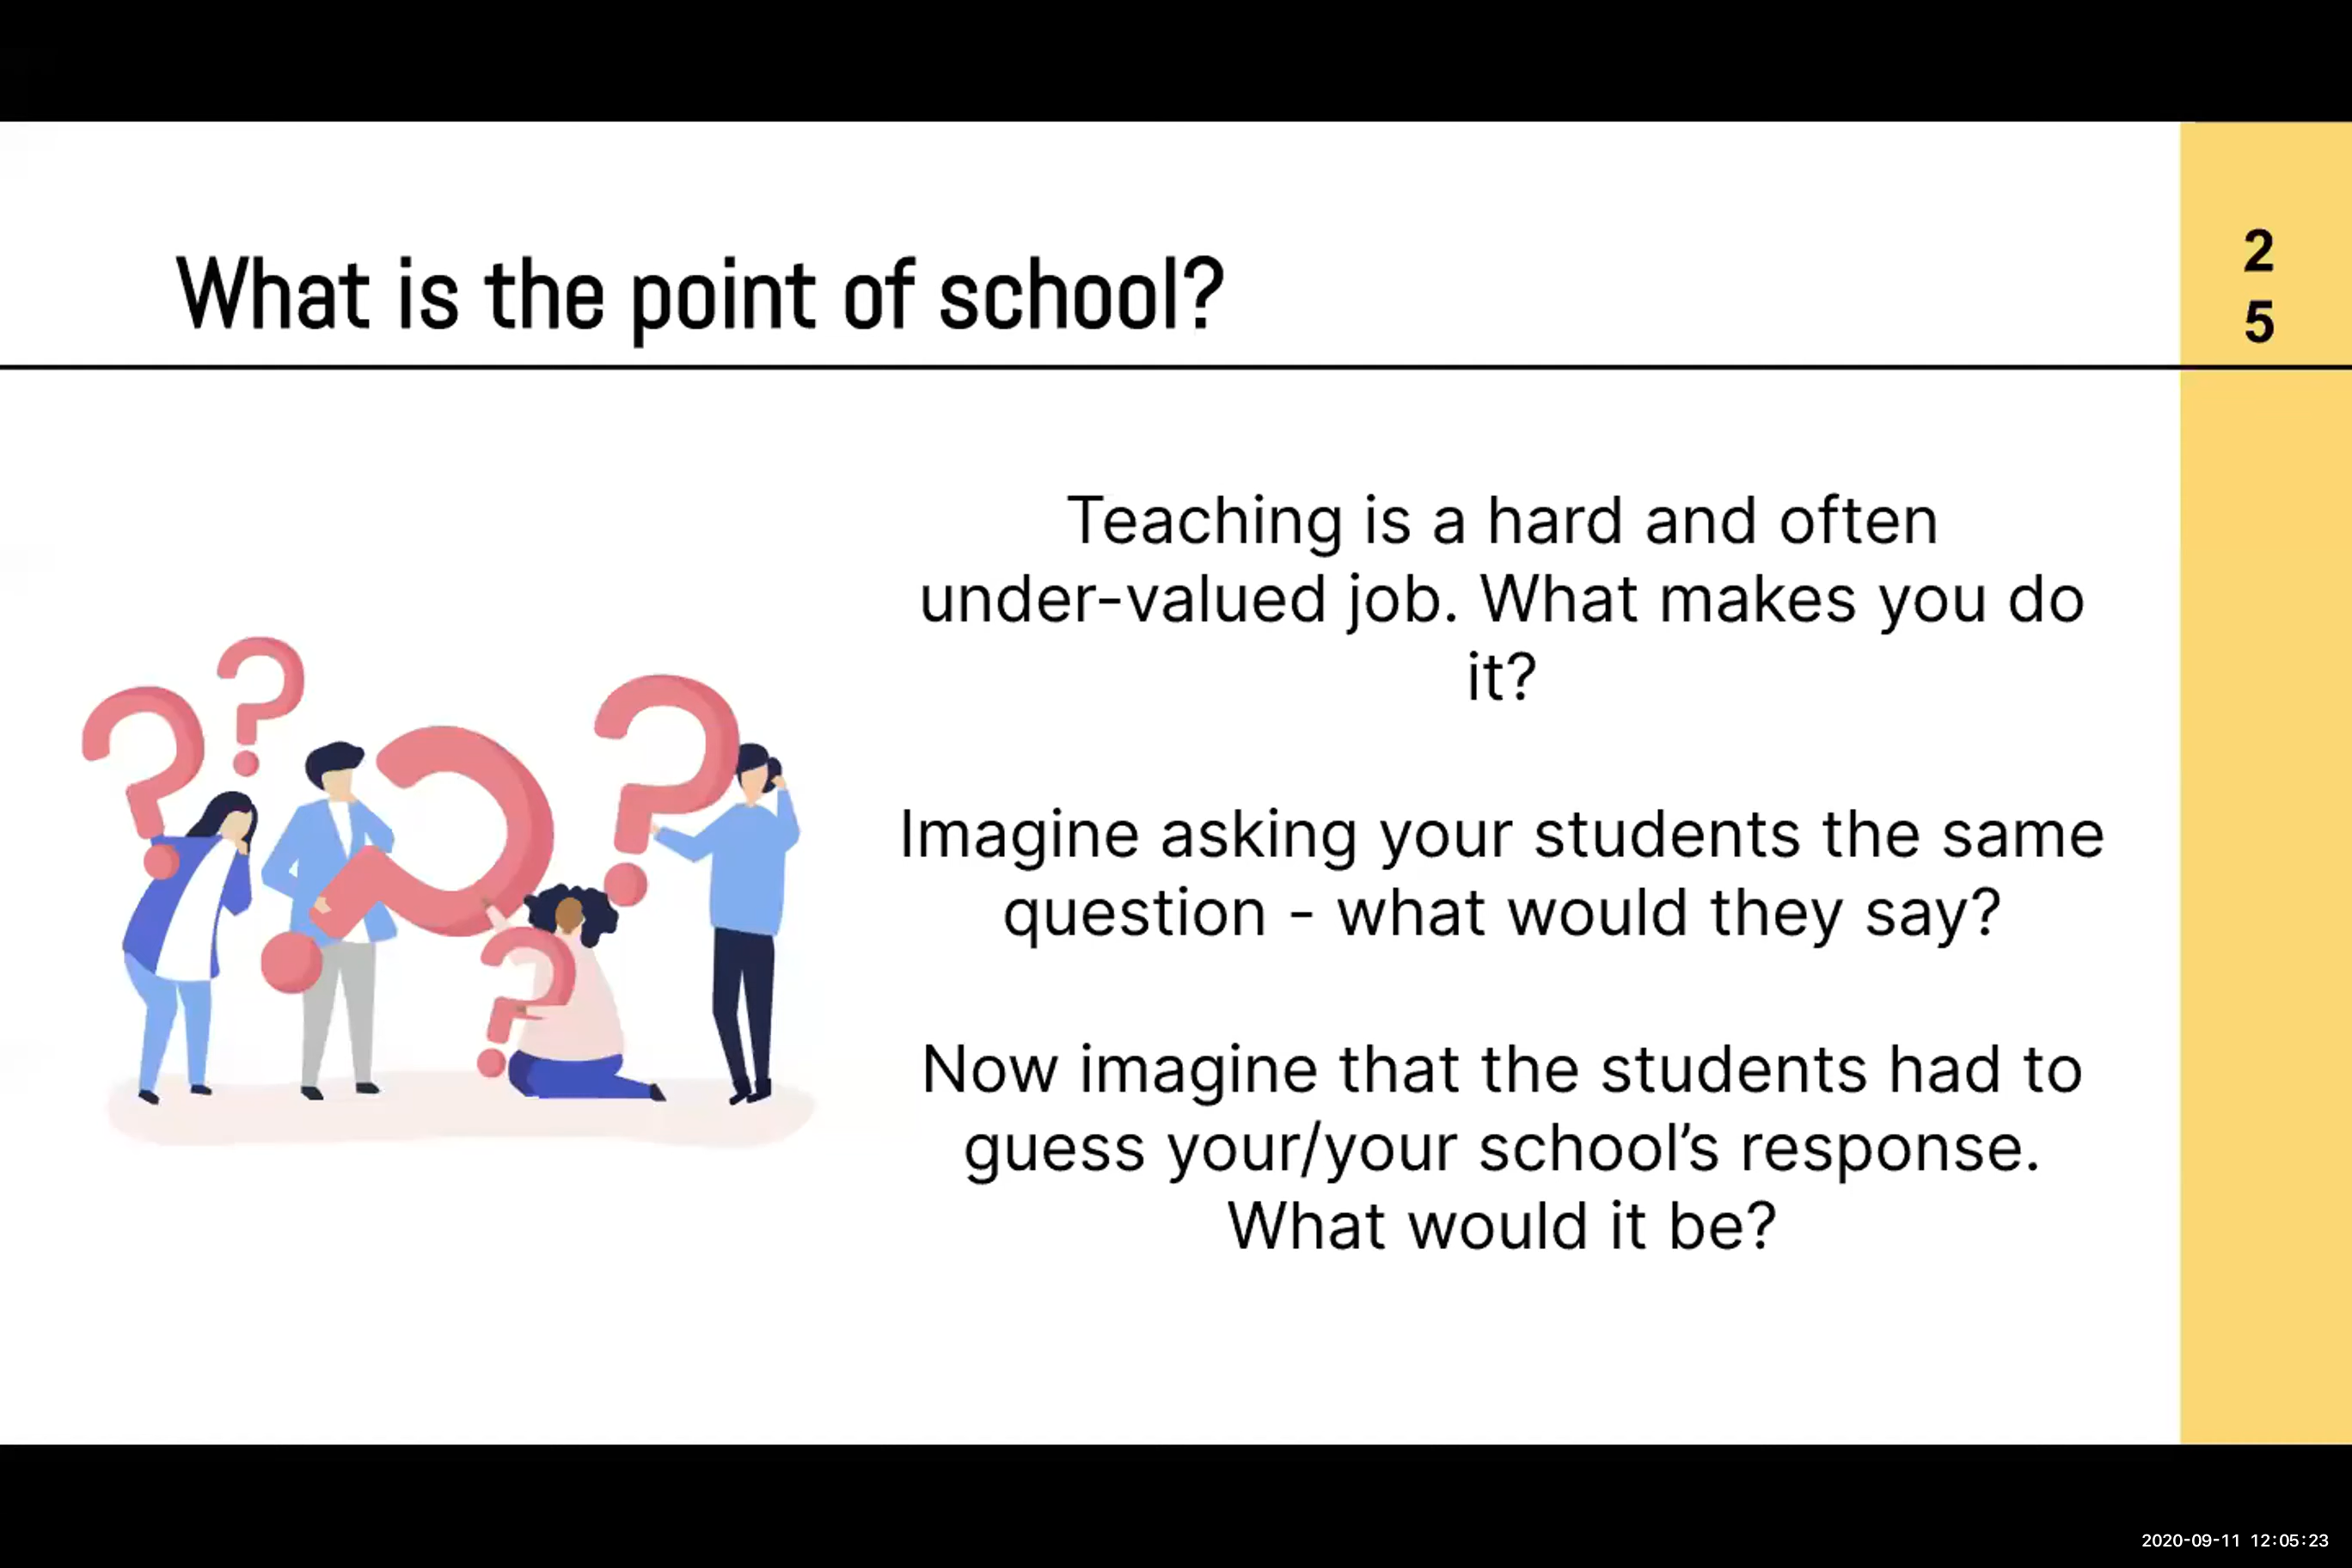 What is the point of school?
2
5
Teaching is a hard and often
under-valued job. What makes you do
it?
Imagine asking your students the same
question - what would they say?
Now imagine that the students had to
guess your/your school’s response.
What would it be?
2020-09-11 12:05:23